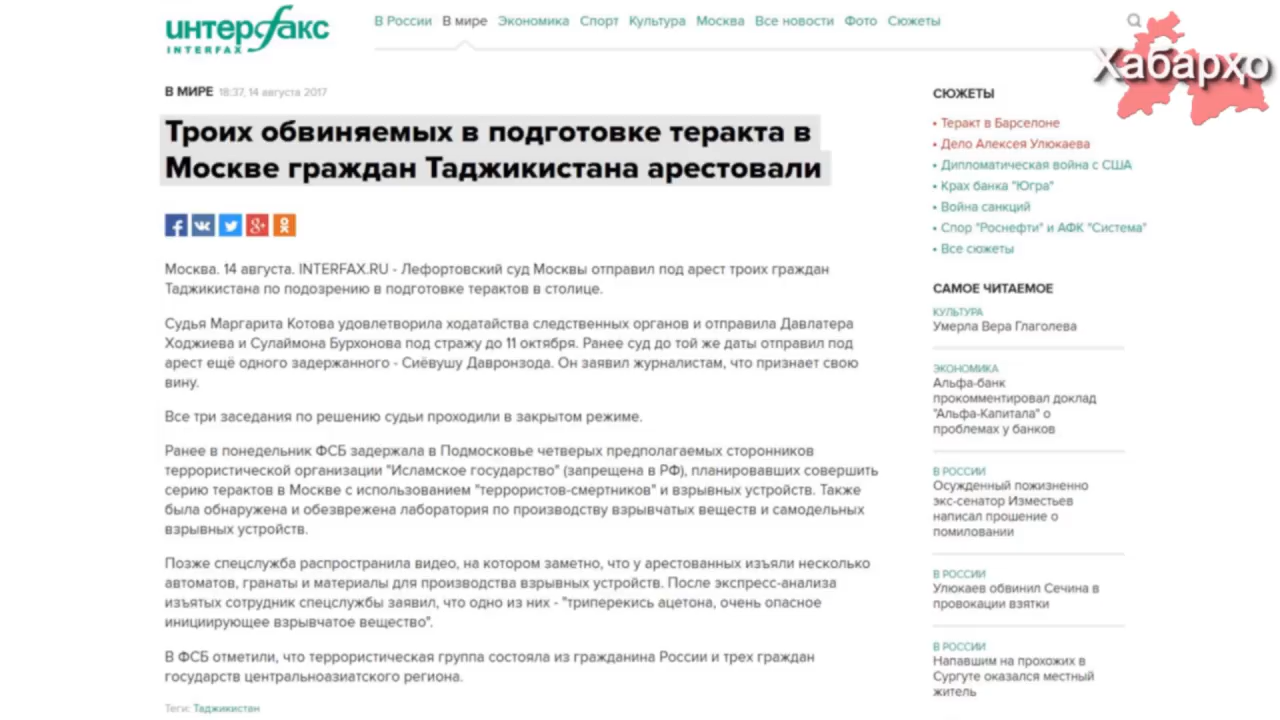 интерфакс
INTERFAX
В России В мире Экономика Спорт Культура Москва Все новости Фото Сюжеты
Хабарҳо
В МИРЕ 18:37, 14 августа 2017
Троих обвиняемых в подготовке теракта в
Москве граждан Таджикистана арестовали
Москва. 14 августа. INTERFAX.RU - Лефортовский суд Москвы отправил под арест троих граждан
Таджикистана по подозрению в подготовке терактов в столице.
Судья Маргарита Котова удовлетворила ходатайства следственных органов и отправила Давлатера
Ходжиева и Сулаймона Бурхонова под стражу до 11 октября. Ранее суд до той же даты отправил под
арест ещё одного задержанного - Сиёвушу Давронзода. Он заявил журналистам, что признает свою
вину.
Все три заседания по решению судьи проходили в закрытом режиме.
Ранее в понедельник ФСБ задержала в Подмосковье четверых предполагаемых сторонников
террористической организации "Исламское государство" (запрещена в РФ), планировавших совершить
серию терактов в Москве с использованием "террористов-смертников" и взрывных устройств. Также
была обнаружена и обезврежена лаборатория по производству взрывчатых веществ и самодельных
взрывных устройств.
Позже спецслужба распространила видео, на котором заметно, что у арестованных изъяли несколько
автоматов, гранаты и материалы для производства взрывных устройств. После экспресс-анализа
изъятых сотрудник спецслужбы заявил, что одно из них - "триперекись ацетона, очень опасное
инициирующее взрывчатое вещество".
В ФСБ отметили, что террористическая группа состояла из гражданина России и трех граждан
государств центральноазиатского региона.
Теги: Таджикистан
СЮЖЕТЫ
• Теракт в Барселоне
• Дело Алексея Улюкаева
• Дипломатическая война с США
• Крах банка "Югра"
• Война санкций
• Спор "Роснефти" и АФК "Система"
• Все сюжеты
САМОЕ ЧИТАЕМОЕ
КУЛЬТУРА
Умерла Вера Глаголева
ЭКОНОМИКА
Альфа-банк
прокомментировал доклад
"Альфа-Капитала" о
проблемах у банков
В РОССИИ
Осужденный пожизненно
экс-сенатор Изместьев
написал прошение о
помиловании
В РОССИИ
Улюкаев обвинил Сечина в
провокации взятки
В РОССИИ
Напавшим на прохожих в
Сургуте оказался местный
житель